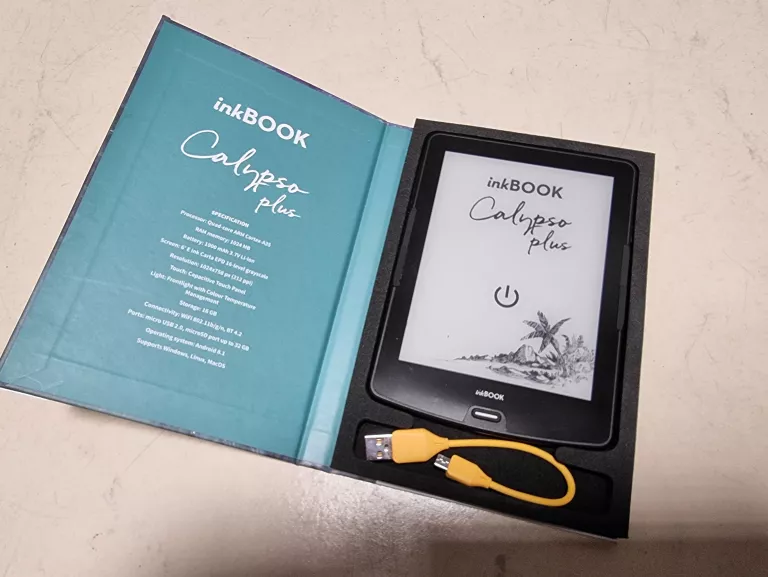 inkBOOK
Calypso
plus
SPECIFICATION
Processor: Quad-core ARM Cortex-A35
RAM memory: 1024 MB
Battery: 1900 mAh 3.7V Li-Ion
Screen: 6" E Ink Carta EPD 16-level grayscale
Resolution: 1024x758 px (212 ppi)
Touch: Capacitive Touch Panel
Light: Frontlight with Colour Temperature
Management
Storage: 16 GB
Connectivity: WiFi 802.11b/g/n, BT 4.2
Ports: micro USB 2.0, microSD port up to 32 GB
Operating system: Android 8.1
Supports Windows, Linux, MacOS
inkBOOK
Calypso
plus
inkBOOK